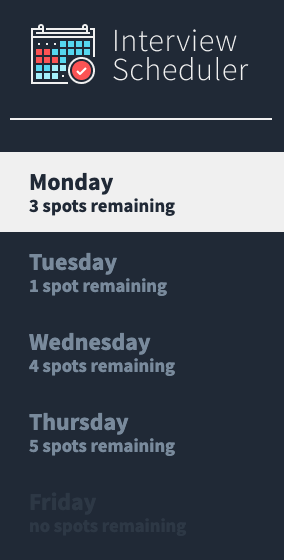 Interview
Scheduler
Monday
3 spots remaining
Tuesday
1 spot remaining
Wednesday
4 spots remaining
Thursday
5 spots remaining
Friday
no spots remaining